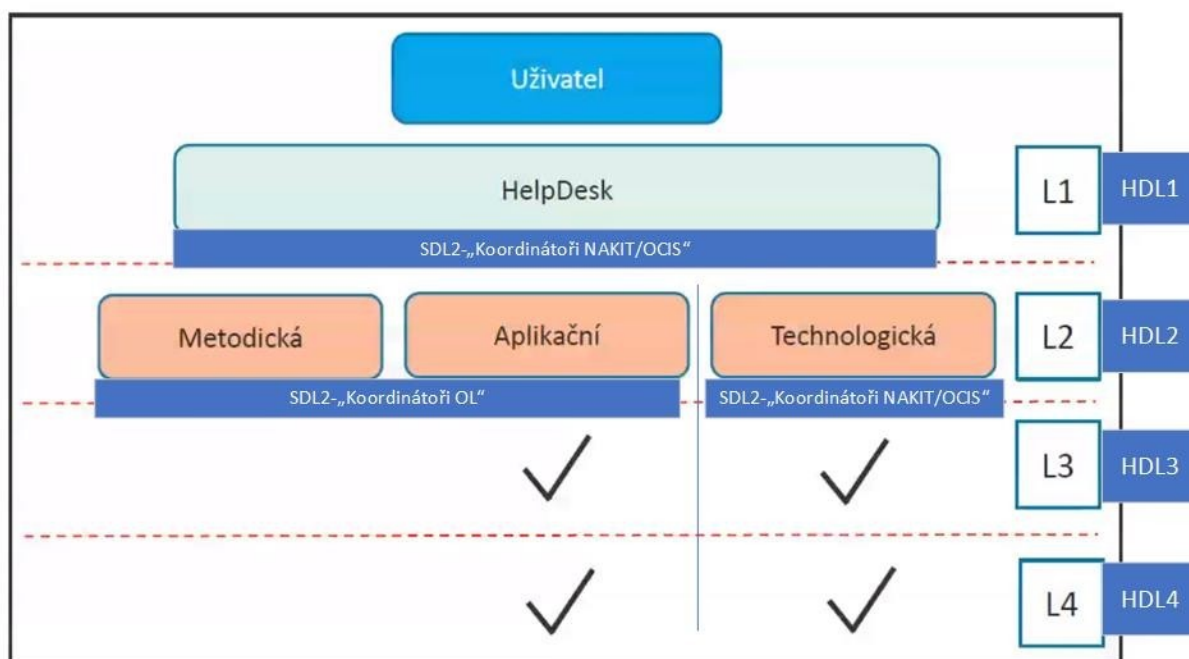 Uživatel
HelpDesk
L1
HDL1
SDL2-„Koordinátoři NAKIT/OCIS“
Metodická
Aplikační
Technologická
L2
HDL2
SDL2-„Koordinátoři OL“
SDL2-„Koordinátoři NAKIT/OCIS“
L3
HDL3
L4
HDL4